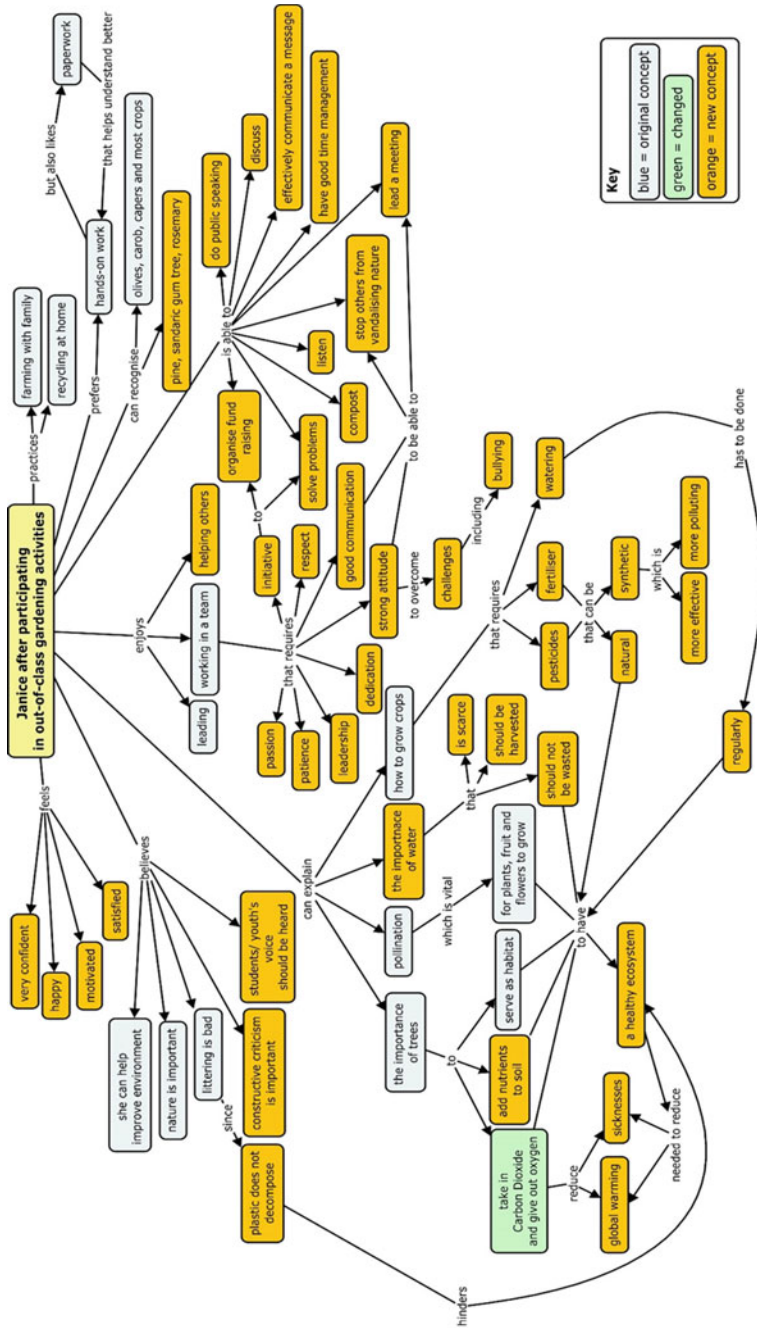 Janice after participating
in out-of-class gardening activities
feels
very confident
happy
motivated
satisfied
believes
she can help
improve environment
nature is important
littering is bad
since
plastic does not
decompose
hinders
constructive criticism
is important
students/ youth's
voice
should be heard
can explain
the importance
of trees
to
take in
Carbon Dioxide
and give out oxygen
reduce
global warming
sicknesses
add nutrients
to soil
serve as habitat
pollination
which is vital
for plants, fruit and
flowers to grow
the importnace
of water
that
is scarce
should be
harvested
should not
be wasted
to have
a healthy ecosystem
needed to reduce
how to grow crops
that requires
pesticides
fertiliser
watering
that can be
natural
synthetic
which is
more effective
more polluting
has to be done
regularly
enjoys
leading
working in a team
helping others
that requires
passion
patience
leadership
dedication
strong attitude
good communication
respect
initiative
to
organise fund
raising
solve problems
to overcome
challenges
including
bullying
to be able to
is able to
compost
listen
stop others from
vandalising nature
lead a meeting
have good time management
effectively communicate a message
discuss
do public speaking
can recognise
pine, sandaric gum tree, rosemary
olives, carob, capers and most crops
prefers
hands-on work
but also likes
paperwork
that helps understand better
practices
farming with family
recycling at home
Key
blue = original concept
green = changed
orange = new concept